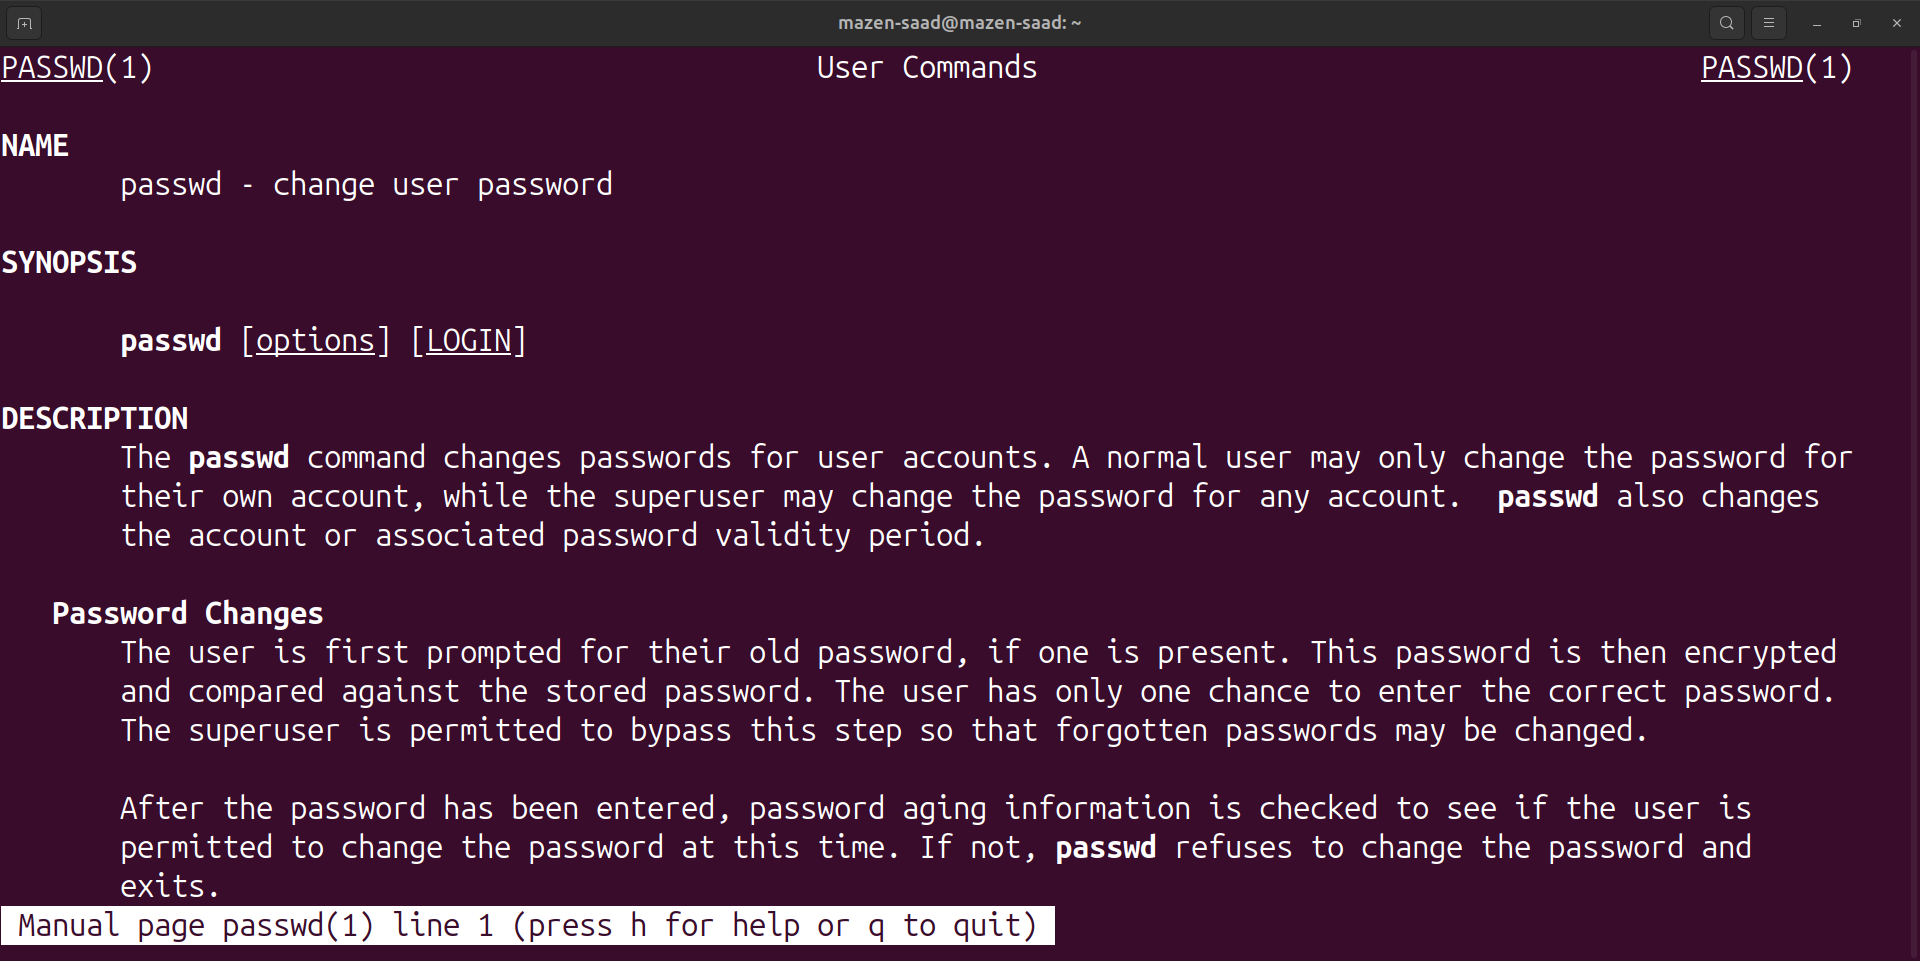 mazen-saad@mazen-saad: ~
PASSWD(1) User Commands PASSWD(1)
NAME
passwd - change user password
SYNOPSIS
passwd [options] [LOGIN]
DESCRIPTION
The passwd command changes passwords for user accounts. A normal user may only change the password for
their own account, while the superuser may change the password for any account.  passwd also changes
the account or associated password validity period.
Password Changes
The user is first prompted for their old password, if one is present. This password is then encrypted
and compared against the stored password. The user has only one chance to enter the correct password.
The superuser is permitted to bypass this step so that forgotten passwords may be changed.
After the password has been entered, password aging information is checked to see if the user is
permitted to change the password at this time. If not, passwd refuses to change the password and
exits.
Manual page passwd(1) line 1 (press h for help or q to quit)